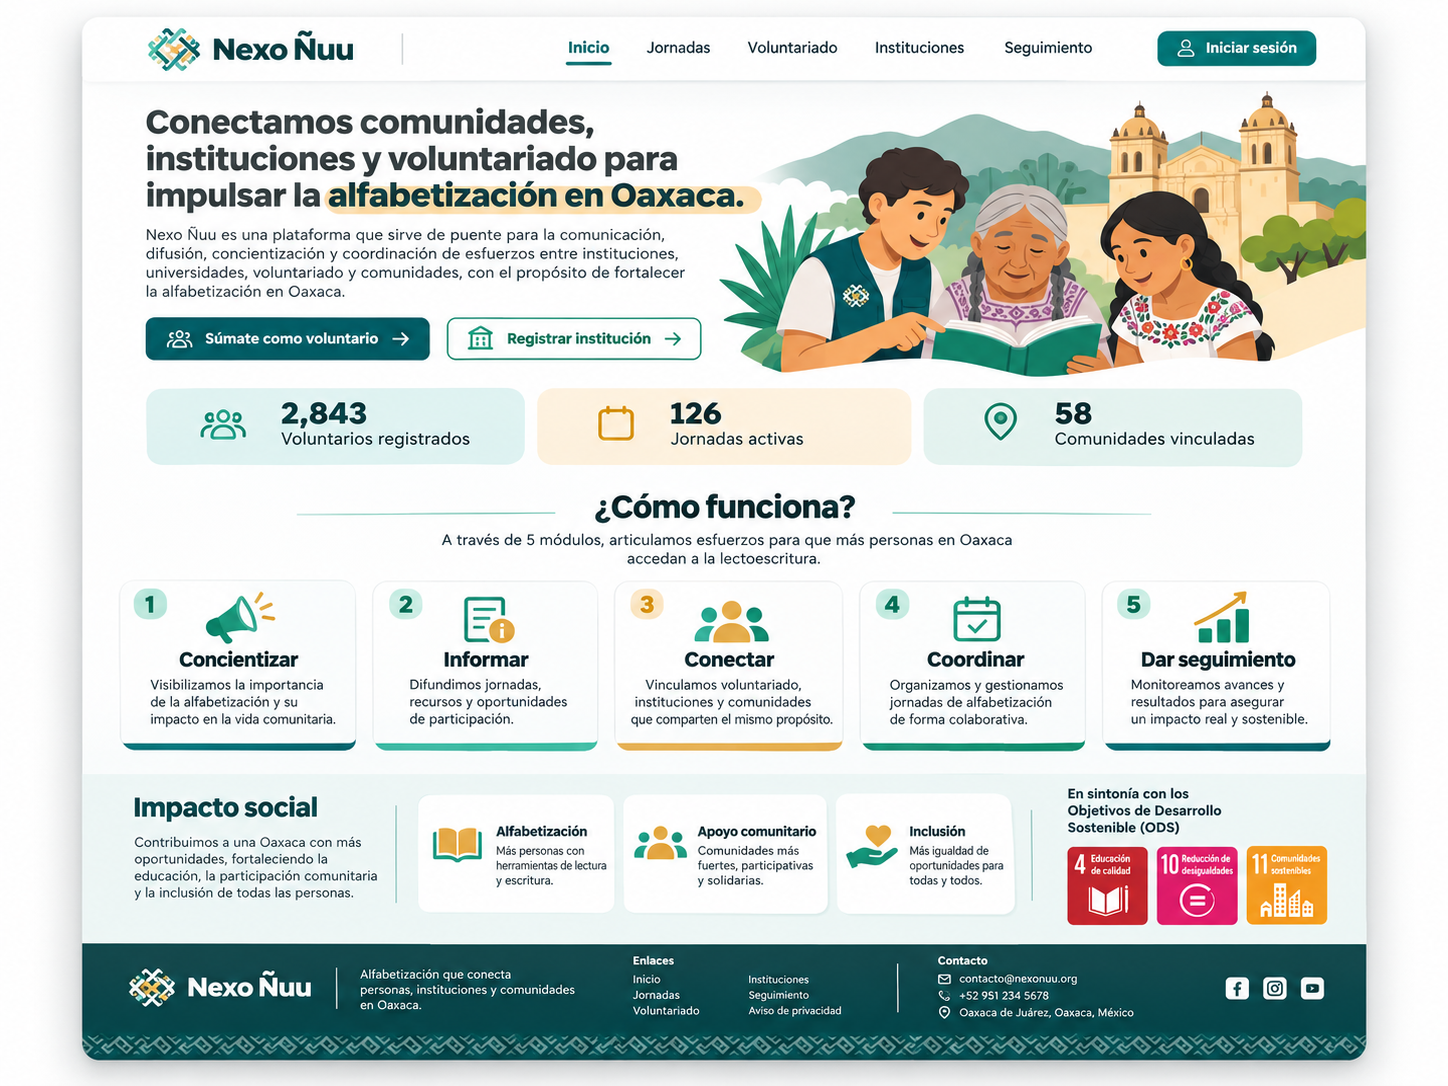 Nexo Ñuu
Inicio
Jornadas
Voluntariado
Instituciones
Seguimiento
Iniciar sesión
Conectamos comunidades,
instituciones y voluntariado para
impulsar la alfabetización en Oaxaca.
Nexo Ñuu es una plataforma que sirve de puente para la comunicación,
difusión, concientización y coordinación de esfuerzos entre instituciones,
universidades, voluntariado y comunidades, con el propósito de fortalecer
la alfabetización en Oaxaca.
Súmate como voluntario
Registrar institución
2,843
Voluntarios registrados
126
Jornadas activas
58
Comunidades vinculadas
¿Cómo funciona?
A través de 5 módulos, articulamos esfuerzos para que más personas en Oaxaca
accedan a la lectoescritura.
1
Concientizar
Visibilizamos la importancia
de la alfabetización y su
impacto en la vida comunitaria.
2
Informar
Difundimos jornadas,
recursos y oportunidades
de participación.
3
Conectar
Vinculamos voluntariado,
instituciones y comunidades
que comparten el mismo propósito.
4
Coordinar
Organizamos y gestionamos
jornadas de alfabetización
de forma colaborativa.
5
Dar seguimiento
Monitoreamos avances y
resultados para asegurar
un impacto real y sostenible.
Impacto social
Contribuimos a una Oaxaca con más
oportunidades, fortaleciendo la
educación, la participación comunitaria
y la inclusión de todas las personas.
Alfabetización
Más personas con
herramientas de lectura
y escritura.
Apoyo comunitario
Comunidades más
fuertes, participativas
y solidarias.
Inclusión
Más igualdad de
oportunidades para
todas y todos.
En sintonía con los
Objetivos de Desarrollo
Sostenible (ODS)
4 Educación
de calidad
10 Reducción de
desigualdades
11 Comunidades
sostenibles
Nexo Ñuu
Alfabetización que conecta
personas, instituciones y comunidades
en Oaxaca.
Enlaces
Inicio
Jornadas
Voluntariado
Instituciones
Seguimiento
Aviso de privacidad
Contacto
contacto@nexonuu.org
+52 951 234 5678
Oaxaca de Juárez, Oaxaca, México